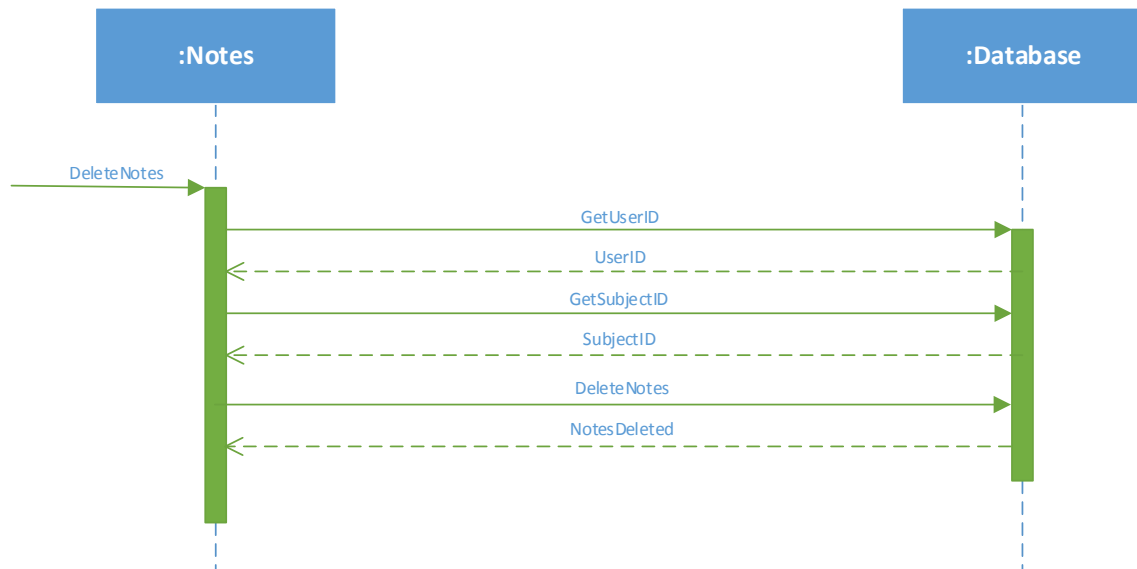 :Notes
:Database
DeleteNotes
GetUserID
UserID
GetSubjectID
SubjectID
DeleteNotes
NotesDeleted